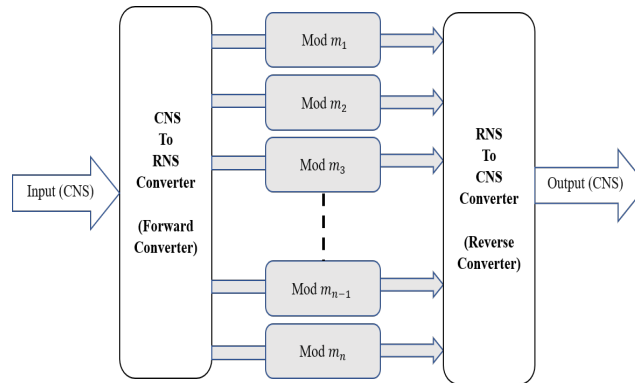 Input (CNS)
CNS
To
RNS
Converter
(Forward
Converter)
Mod m₁
Mod m₂
Mod m₃
Mod mₙ₋₁
Mod mₙ
RNS
To
CNS
Converter
(Reverse
Converter)
Output (CNS)